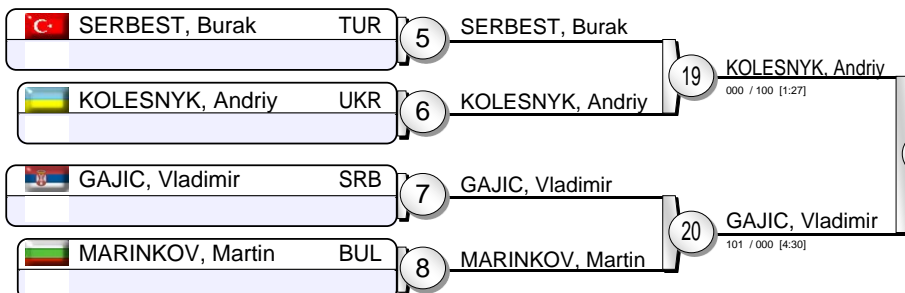 SERBEST, Burak TUR 5 SERBEST, Burak
19 KOLESNYK, Andriy
000 / 100 [1:27]
KOLESNYK, Andriy UKR 6 KOLESNYK, Andriy
GAJIC, Vladimir SRB 7 GAJIC, Vladimir
20 GAJIC, Vladimir
101 / 000 [4:30]
MARINKOV, Martin BUL 8 MARINKOV, Martin